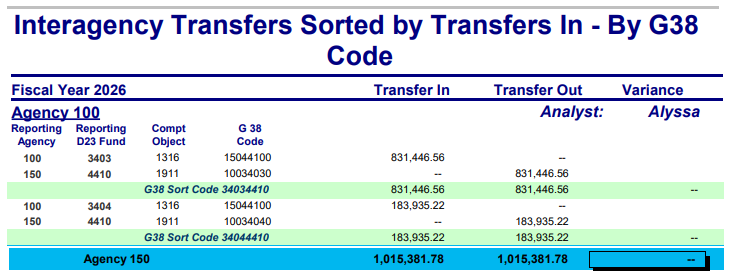 Interagency Transfers Sorted by Transfers In - By G38
Code
Fiscal Year 2026 Transfer In Transfer Out Variance
Agency 100 Analyst: Alyssa
Reporting Reporting Compt G 38
Agency D23 Fund Object Code
100 3403 1316 15044100 831,446.56 --
150 4410 1911 10034030 -- 831,446.56
G38 Sort Code 34034410 831,446.56 831,446.56 --
100 3404 1316 15044100 183,935.22 --
150 4410 1911 10034040 -- 183,935.22
G38 Sort Code 34044410 183,935.22 183,935.22 --
Agency 150 1,015,381.78 1,015,381.78 --